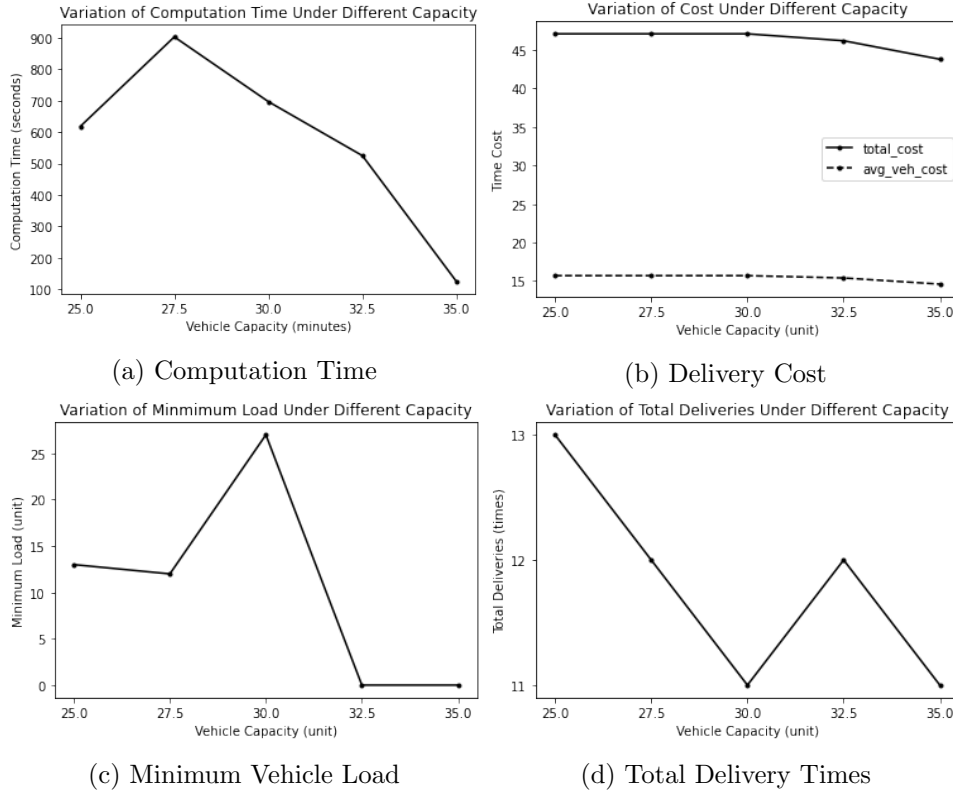 Variation of Computation Time Under Different Capacity
900
800
700
600
500
400
300
200
100
Computation Time (seconds)
25.0 27.5 30.0 32.5 35.0
Vehicle Capacity (minutes)
(a) Computation Time
Variation of Cost Under Different Capacity
45
40
35
30
25
20
15
Time Cost
total_cost
avg_veh_cost
25.0 27.5 30.0 32.5 35.0
Vehicle Capacity (unit)
(b) Delivery Cost
Variation of Minmimum Load Under Different Capacity
25
20
15
10
5
0
Minimum Load (unit)
25.0 27.5 30.0 32.5 35.0
Vehicle Capacity (unit)
(c) Minimum Vehicle Load
Variation of Total Deliveries Under Different Capacity
13
12
11
Total Deliveries (times)
25.0 27.5 30.0 32.5 35.0
Vehicle Capacity (unit)
(d) Total Delivery Times